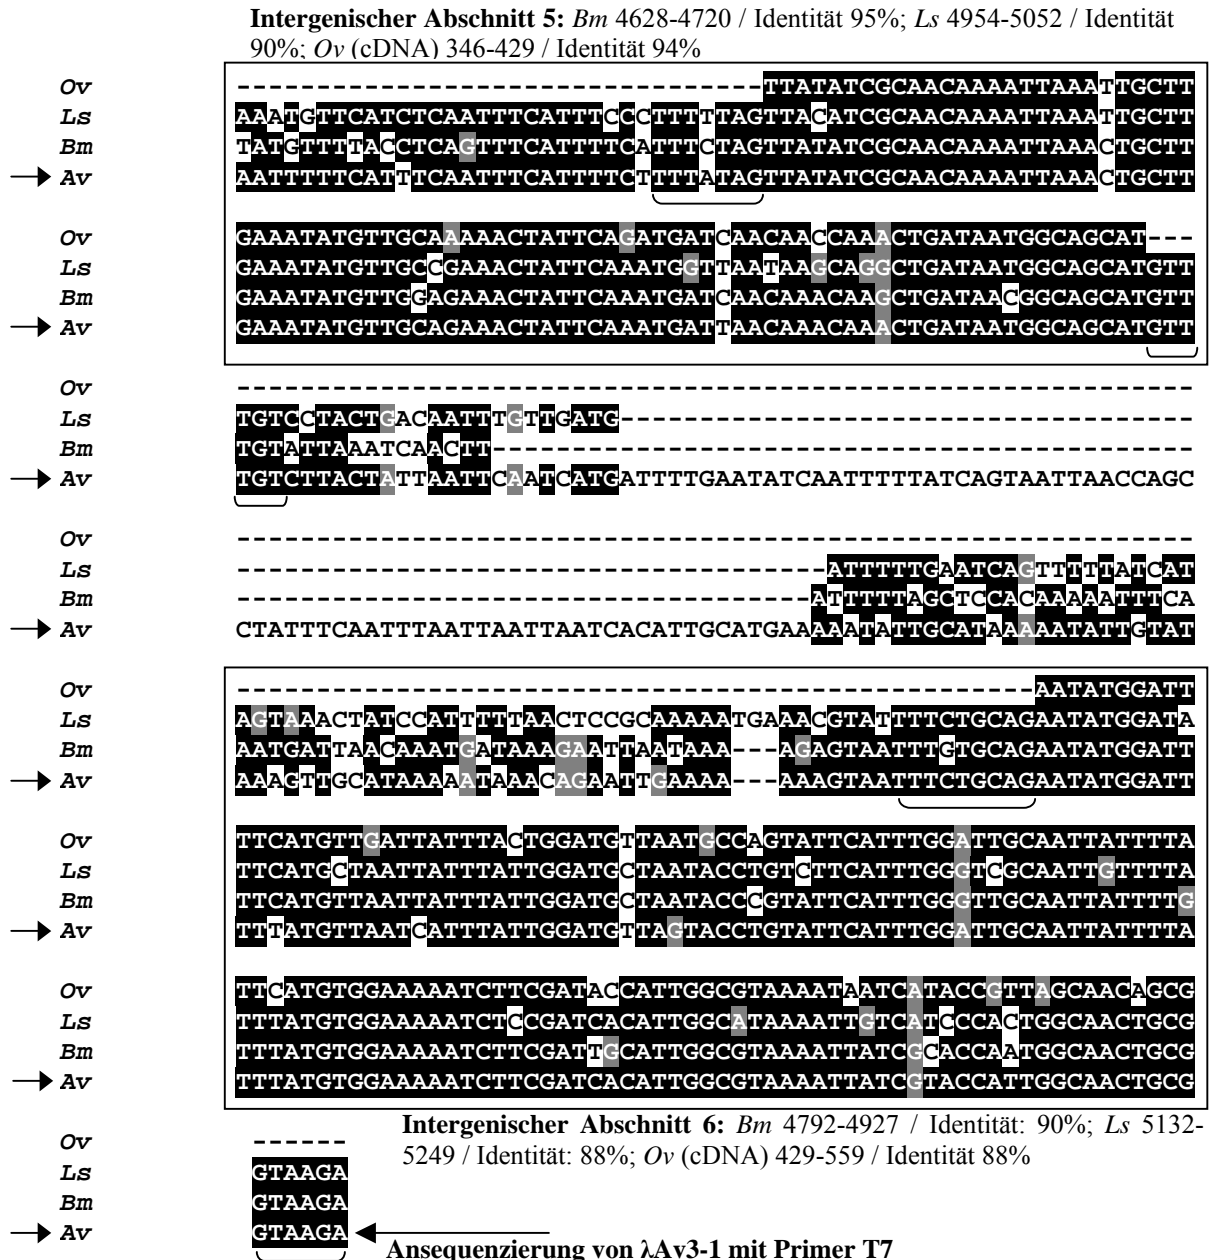 Intergenischer Abschnitt 5: Bm 4628-4720 / Identität 95%; Ls 4954-5052 / Identität
90%; Ov (cDNA) 346-429 / Identität 94%
Ov ---------------------------------TTATATCGCAACAAAATTAAATTGCTT
Ls AAATGTTCATCTCAATTTCATTTCCCTTTTTAGTTACATCGCAACAAAATTAAATTGCTT
Bm TATGTTTTACCTCAGTTTCATTTTCATTTCTAGTTATATCGCAACAAAATTAAACTGCTT
Av AATTTTTCATTTCAATTTCATTTTCTTTTATAGTTATATCGCAACAAAATTAAACTGCTT
Ov GAAATATGTTGCAAAAACTATTCAGATGATCAACAACCAAACTGATAATGGCAGCAT---
Ls GAAATATGTTGCCGAAACTATTCAAATGGTTAATAAGCAGGCTGATAATGGCAGCATGTT
Bm GAAATATGTTGGAGAAACTATTCAAATGATCAACAAACAAGCTGATAACGGCAGCATGTT
Av GAAATATGTTGCAGAAACTATTCAAATGATTAACAAACAAACTGATAATGGCAGCATGTT
Ov ------------------------------------------------------------
Ls TGTCCTACTGACAATTTGTTGATG------------------------------------
Bm TGTATTAAATCAACTT--------------------------------------------
Av TGTCTTACTATTAATTCAATCATGATTTTGAATATCAATTTTTATCAGTAATTAACCAGC
Ov ------------------------------------------------------------
Ls -------------------------------------ATTTTTGAATCAGTTTTTATCAT
Bm ------------------------------------ATTTTTAGCTCCACAAAAATTTCA
Av CTATTTCAATTTAATTAATTAATCACATTGCATGAAAAATATTGCATAAAAATATTGTAT
Ov --------------------------------------------------AATATGGATT
Ls AGTAAACTATCCATTTTTAACTCCGCAAAAATGAAACGTATTTTCTGCAGAATATGGATA
Bm AATGATTAACAAATGATAAAGAATTAATAAA---AGAGTAATTTGTGCAGAATATGGATT
Av AAAGTTGCATAAAAATAAACAGAATTGAAAA---AAAGTAATTTCTGCAGAATATGGATT
Ov TTCATGTTGATTATTTACTGGATGTTAATGCCAGTATTCATTTGGATTGCAATTATTTTA
Ls TTCATGCTAATTATTTATTGGATGCTAATACCTGTCTTCATTTGGGTCGCAATTGTTTTA
Bm TTCATGTTAATTATTTATTGGATGCTAATACCCGTATTCATTTGGGTTGCAATTATTTTG
Av TTTATGTTAATCATTTATTGGATGTTAGTACCTGTATTCATTTGGATTGCAATTATTTTA
Ov TTCATGTGGAAAAATCTTCGATACCATTGGCGTAAAATAATCATACCGTTAGCAACAGCG
Ls TTTATGTGGAAAAATCTCCGATCACATTGGCATAAAATTGTCATCCCACTGGCAACTGCG
Bm TTTATGTGGAAAAATCTTCGATTGCATTGGCGTAAAATTATCGCACCAATGGCAACTGCG
Av TTTATGTGGAAAAATCTTCGATCACATTGGCGTAAAATTATCGTACCATTGGCAACTGCG
Intergenischer Abschnitt 6: Bm 4792-4927 / Identität: 90%; Ls 5132-
5249 / Identität: 88%; Ov (cDNA) 429-559 / Identität 88%
Ov ------
Ls GTAAGA
Bm GTAAGA
Av GTAAGA
Ansequenzierung von λAv3-1 mit Primer T7